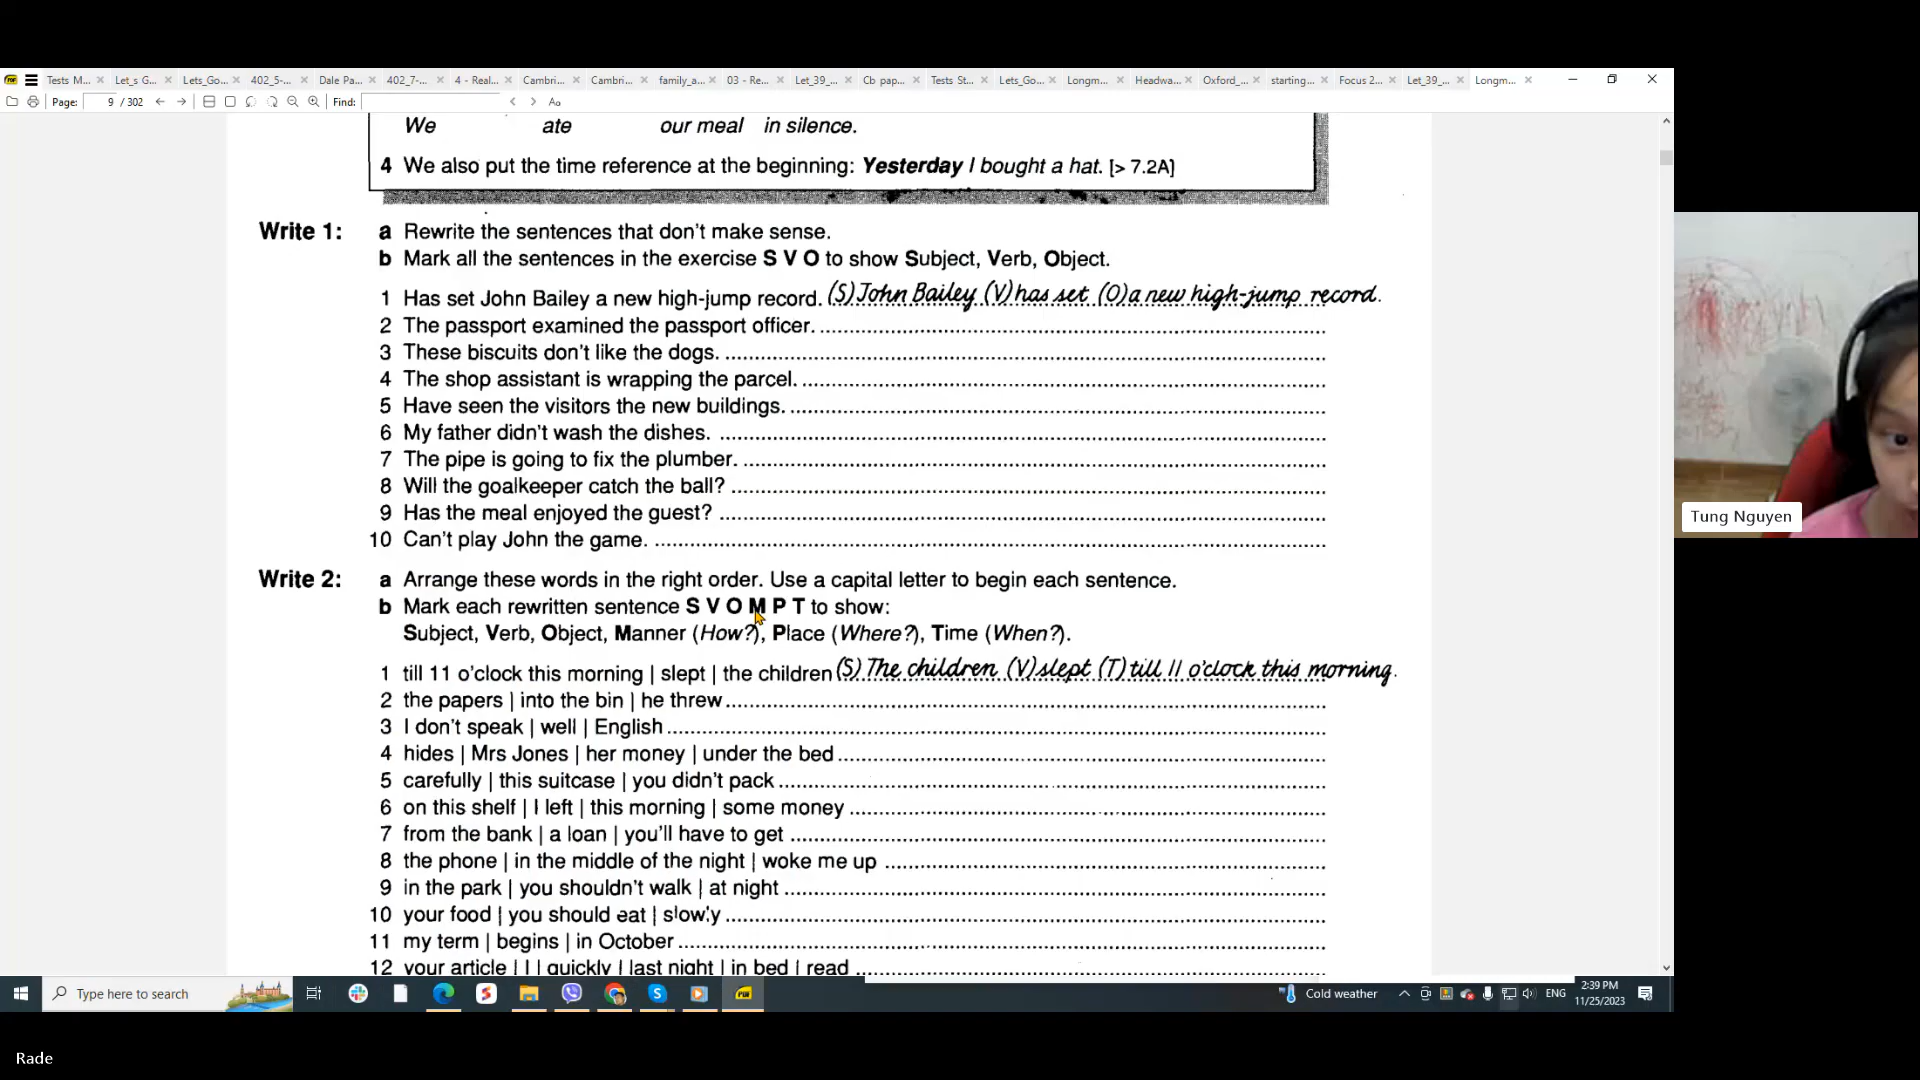 Tests M... Let_s G... Lets_Go... 402_5-... Dale Pa... 402_7-... 4 - Real... Cambri... Cambri... family_a... 03 - Re... Let_39_... Cb pap... Tests St... Lets_Go... Longm... Headwa... Oxford_... starting... Focus 2... Let_39_... Longm...
Page: 9 / 302 Find: Aa
We ate our meal in silence.
4 We also put the time reference at the beginning: Yesterday I bought a hat. [> 7.2A]
Write 1: a Rewrite the sentences that don't make sense.
b Mark all the sentences in the exercise S V O to show Subject, Verb, Object.
1 Has set John Bailey a new high-jump record. (S) John Bailey (V) has set (O) a new high-jump record.
2 The passport examined the passport officer.
3 These biscuits don't like the dogs.
4 The shop assistant is wrapping the parcel.
5 Have seen the visitors the new buildings.
6 My father didn't wash the dishes.
7 The pipe is going to fix the plumber.
8 Will the goalkeeper catch the ball?
9 Has the meal enjoyed the guest?
10 Can't play John the game.
Write 2: a Arrange these words in the right order. Use a capital letter to begin each sentence.
b Mark each rewritten sentence S V O M P T to show:
Subject, Verb, Object, Manner (How?), Place (Where?), Time (When?).
1 till 11 o'clock this morning | slept | the children (S) The children (V) slept (T) till 11 o'clock this morning.
2 the papers | into the bin | he threw
3 I don't speak | well | English
4 hides | Mrs Jones | her money | under the bed
5 carefully | this suitcase | you didn't pack
6 on this shelf | I left | this morning | some money
7 from the bank | a loan | you'll have to get
8 the phone | in the middle of the night | woke me up
9 in the park | you shouldn't walk | at night
10 your food | you should eat | slowly
11 my term | begins | in October
12 your article | I | quickly | last night | in bed | read
Tung Nguyen
Type here to search Cold weather ENG 2:39 PM
11/25/2023
Rade